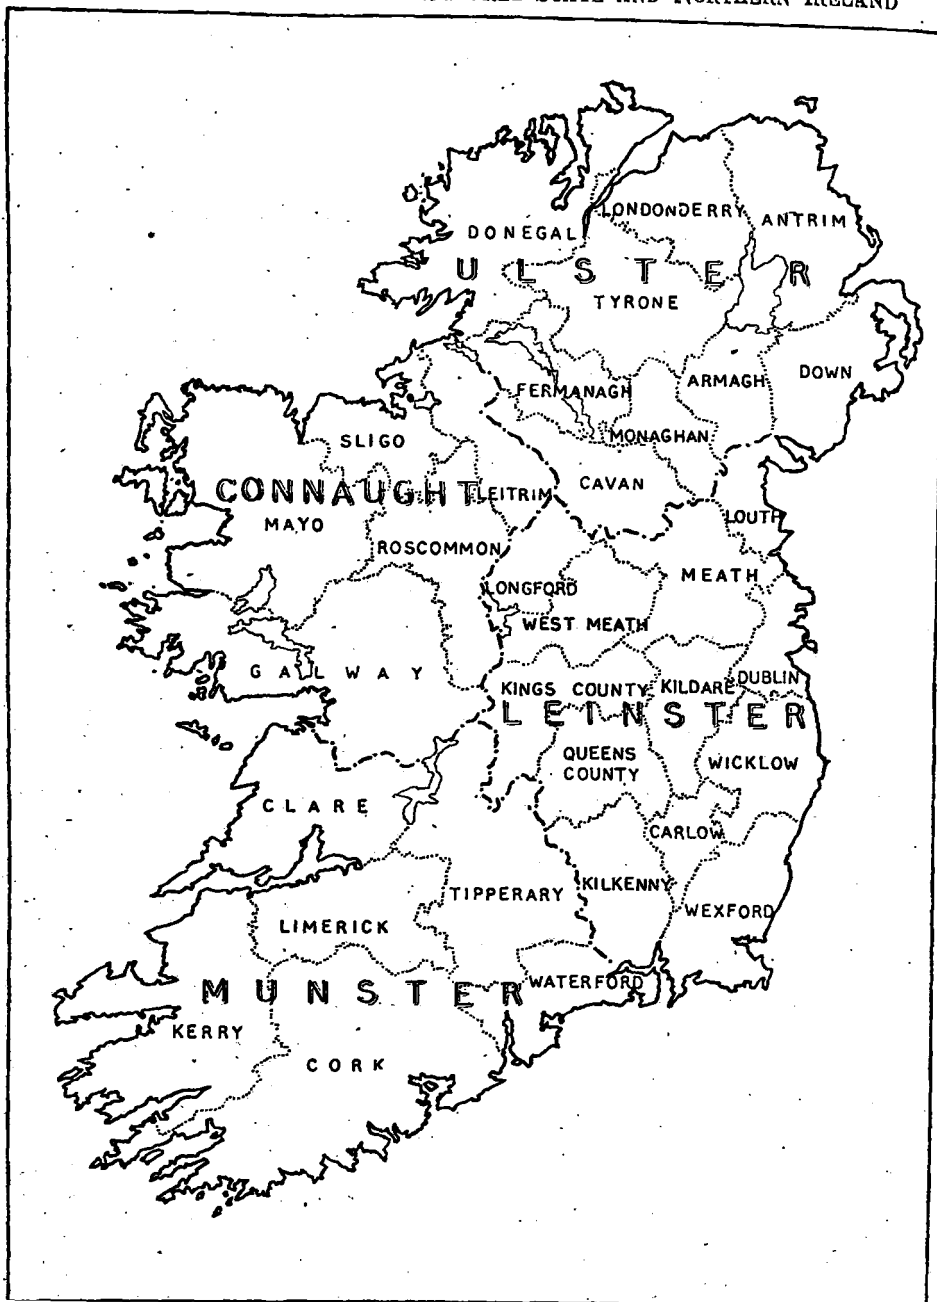 STATE AND NORTHERN IRELAND
DONEGAL
LONDONDERRY
ANTRIM
ULSTER
TYRONE
FERMANAGH
ARMAGH
DOWN
MONAGHAN
SLIGO
CAVAN
CONNAUGHT
LEITRIM
MAYO
LOUTH
ROSCOMMON
MEATH
LONGFORD
WEST MEATH
GALWAY
KINGS COUNTY
KILDARE
DUBLIN
LEINSTER
QUEENS
COUNTY
WICKLOW
CLARE
CARLOW
TIPPERARY
KILKENNY
WEXFORD
LIMERICK
MUNSTER
WATERFORD
KERRY
CORK